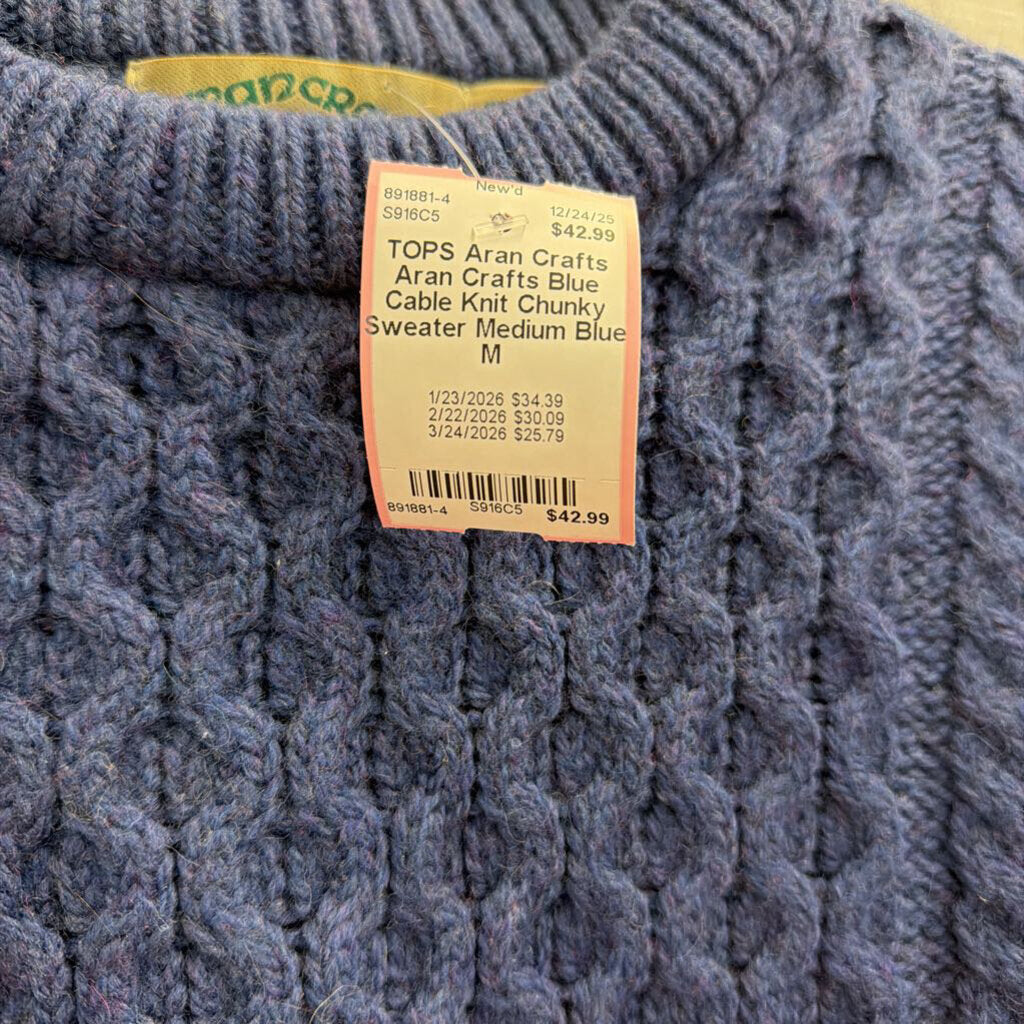 New'd
891881-4
S916C5
12/24/25
$42.99
TOPS Aran Crafts
Aran Crafts Blue
Cable Knit Chunky
Sweater Medium Blue
M
1/23/2026 $34.39
2/22/2026 $30.09
3/24/2026 $25.79
891881-4 S916C5 $42.99